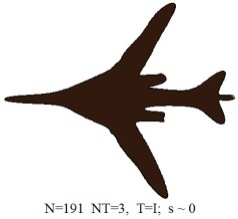 N=191 NT=3, T=I; s ~ 0